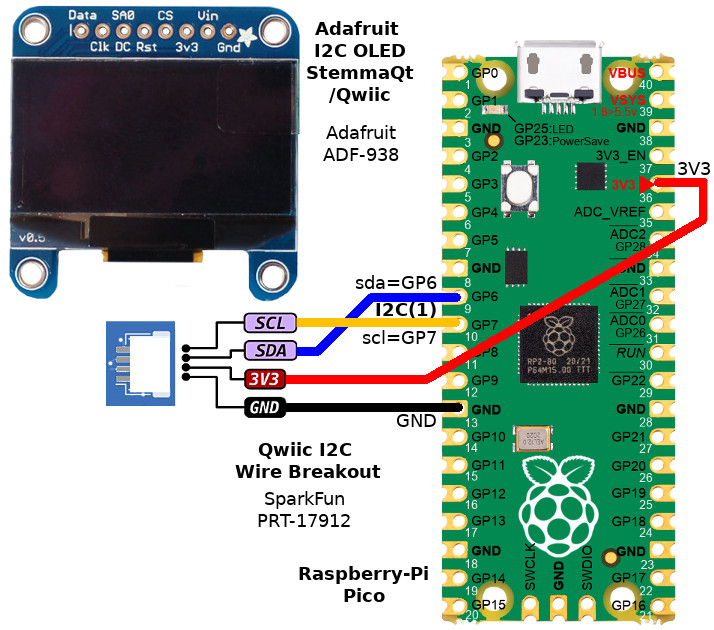 Data SA0 CS Vin
Clk DC Rst 3v3 Gnd
v0.5
Adafruit
I2C OLED
StemmaQt
/Qwiic
Adafruit
ADF-938
sda=GP6
I2C(1)
scl=GP7
SCL
SDA
3V3
GND
GND
3V3
Qwiic I2C
Wire Breakout
SparkFun
PRT-17912
Raspberry-Pi
Pico
GP0
1
GP1
2
GND
3
GP2
4
GP3
5
GP4
6
GP5
7
GND
8
GP6
9
GP7
10
GP8
11
GP9
12
GND
13
GP10
14
GP11
15
GP12
16
GP13
17
GND
18
GP14
19
GP15
20
GP25:LED
GP23:PowerSave
RP2-B0 20/21
P64M15.00 TTT
SWCLK
GND
SWDIO
VBUS
40
VSYS
39
GND
38
3V3_EN
37
3V3
36
ADC_VREF
35
ADC2
GP28
34
GND
33
ADC1
GP27
32
ADC0
GP26
31
RUN
30
GP22
29
GND
28
GP21
27
GP20
26
GP19
25
GP18
24
GND
23
GP17
22
GP16
21